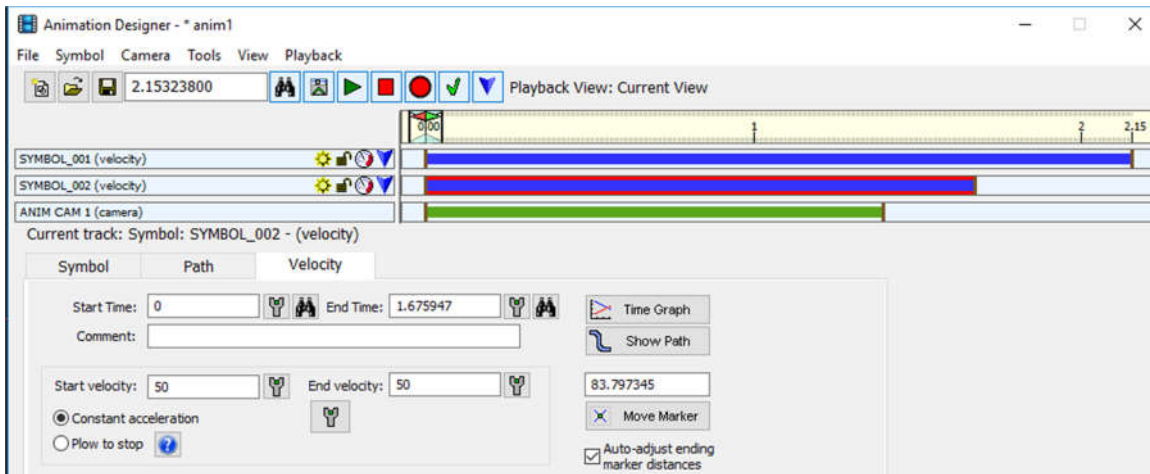 Animation Designer - * anim1
File Symbol Camera Tools View Playback
2.15323800 Playback View: Current View
0.00 1 2 2.15
SYMBOL_001 (velocity)
SYMBOL_002 (velocity)
ANIM CAM 1 (camera)
Current track: Symbol: SYMBOL_002 - (velocity)
Symbol Path Velocity
Start Time: 0 End Time: 1.675947 Time Graph
Comment: Show Path
Start velocity: 50 End velocity: 50 83.797345
Constant acceleration Move Marker
Plow to stop ? Auto-adjust ending
marker distances